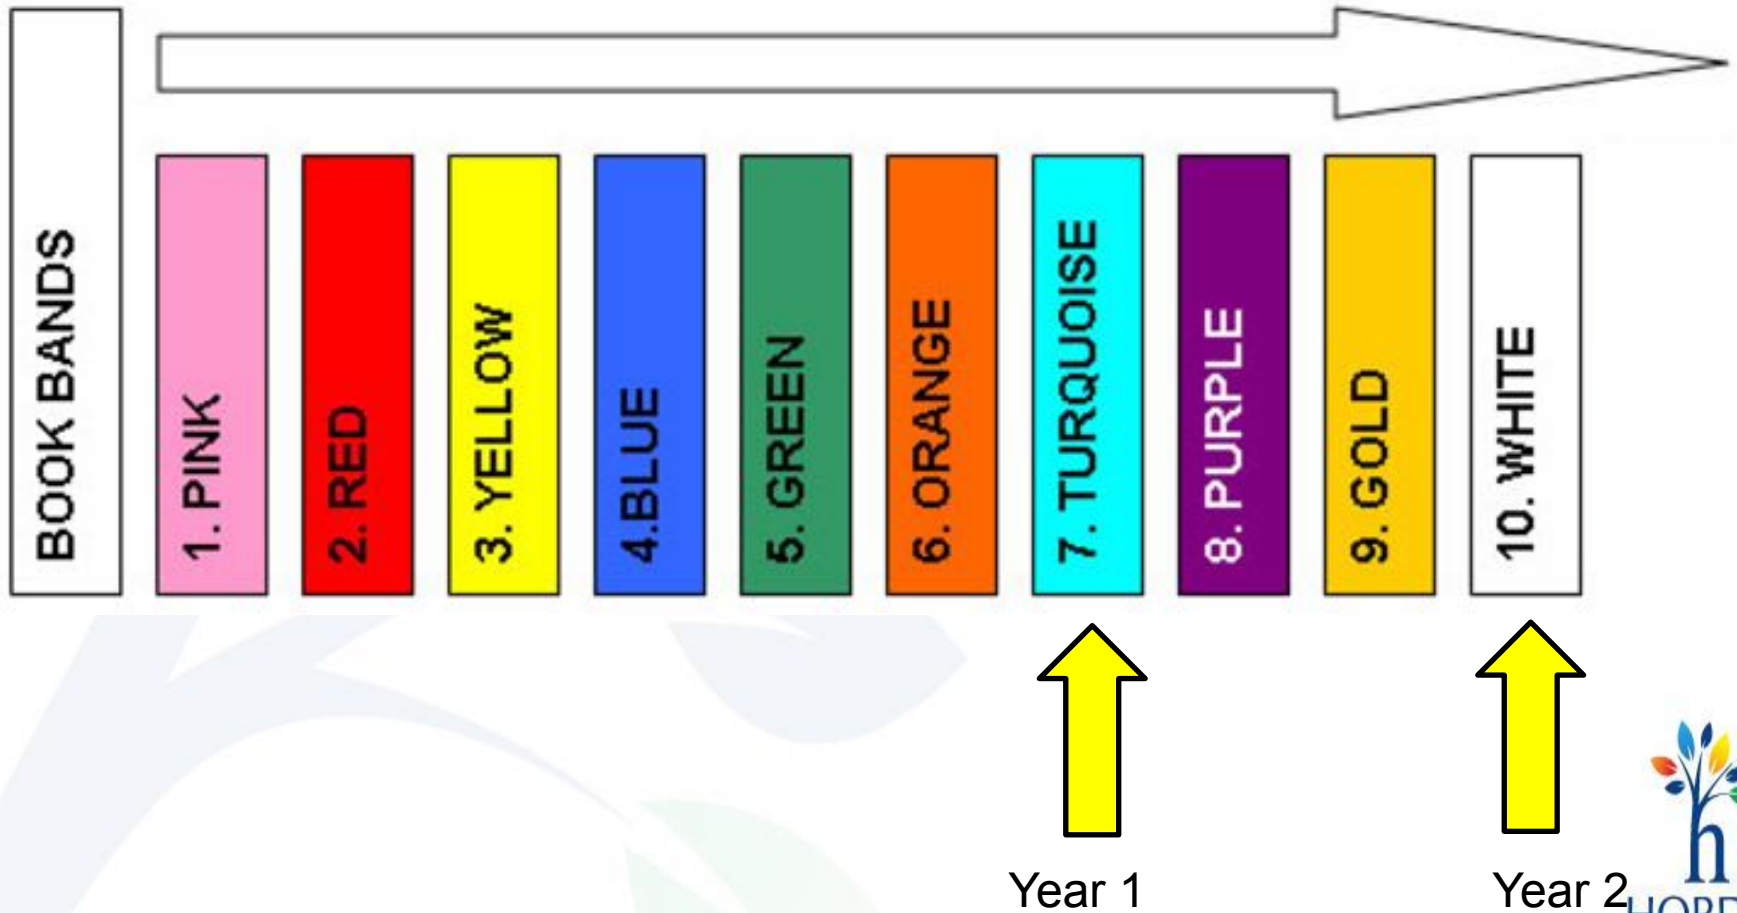 BOOK BANDS
1. PINK
2. RED
3. YELLOW
4.BLUE
5. GREEN
6. ORANGE
7. TURQUOISE
8. PURPLE
9. GOLD
10. WHITE
Year 1
Year 2
h